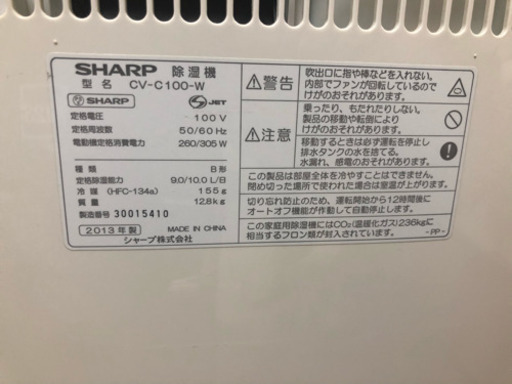 SHARP 除湿機
型名 CV-C100-W
SHARP JET
定格電圧 100V
定格周波数 50/60Hz
電動機定格消費電力 260/305W
種類 B形
定格除湿能力 9.0/10.0L/日
冷媒 (HFC-134a) 155g
質量 12.8kg
製造番号 30015410
2013年製 MADE IN CHINA
シャープ株式会社
警告
吹出口に指や棒などを入れない。
内部でファンが回転しているので
けがのおそれがあります。
注意
乗ったり、もたれたりしない。
製品の移動や転倒により
けがのおそれがあります。
移動するときは必ず運転を停止し
排水タンクの水を捨てる。
水漏れ、感電のおそれがあります。
この製品は部屋全体を冷やすことはできません。
閉め切った場所で使用すると室温が上昇します。
切り忘れ防止のため、運転開始から12時間後に
オートオフ機能が作動して自動停止します。
この家庭用除湿機にはCO₂(温暖化ガス)236kgに
相当するフロン類が封入されています。
-PP-